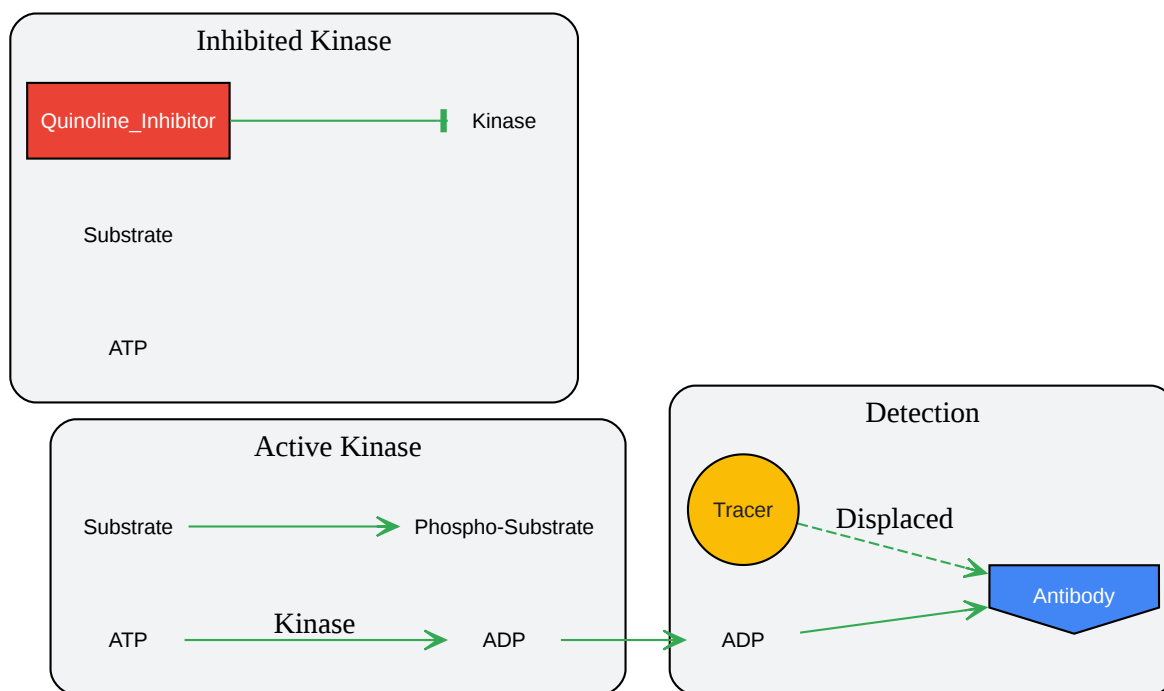 Inhibited Kinase
Quinoline_Inhibitor
Kinase
Substrate
ATP
Active Kinase
Substrate
Phospho-Substrate
ATP
Kinase
ADP
Detection
Tracer
Displaced
Antibody
ADP